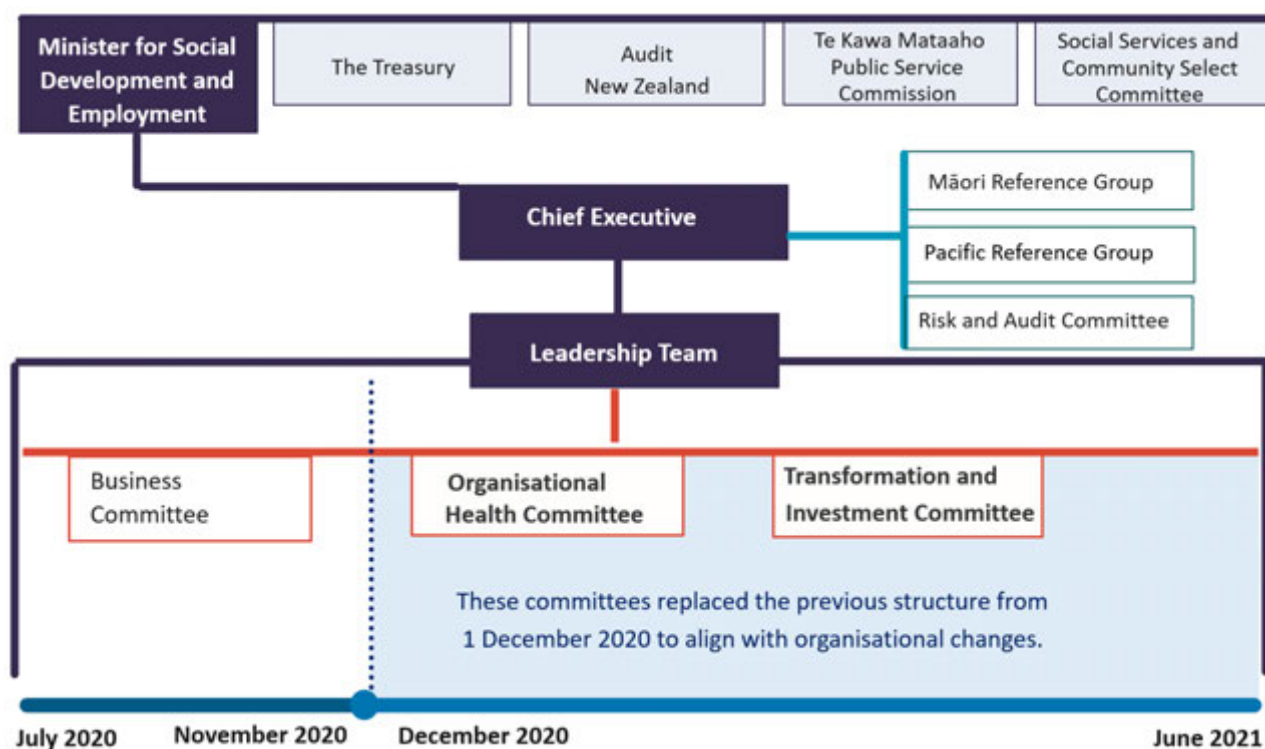 Minister for Social
Development and
Employment
The Treasury
Audit
New Zealand
Te Kawa Mataaho
Public Service
Commission
Social Services and
Community Select
Committee
Māori Reference Group
Chief Executive
Pacific Reference Group
Risk and Audit Committee
Leadership Team
Business
Committee
Organisational
Health Committee
Transformation and
Investment Committee
These committees replaced the previous structure from
1 December 2020 to align with organisational changes.
July 2020
November 2020
December 2020
June 2021